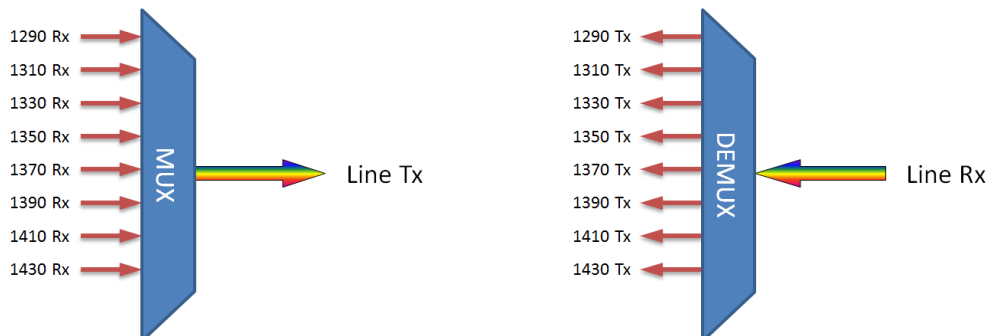 1290 Rx
1310 Rx
1330 Rx
1350 Rx
1370 Rx
1390 Rx
1410 Rx
1430 Rx
MUX
Line Tx
1290 Tx
1310 Tx
1330 Tx
1350 Tx
1370 Tx
1390 Tx
1410 Tx
1430 Tx
DEMUX
Line Rx